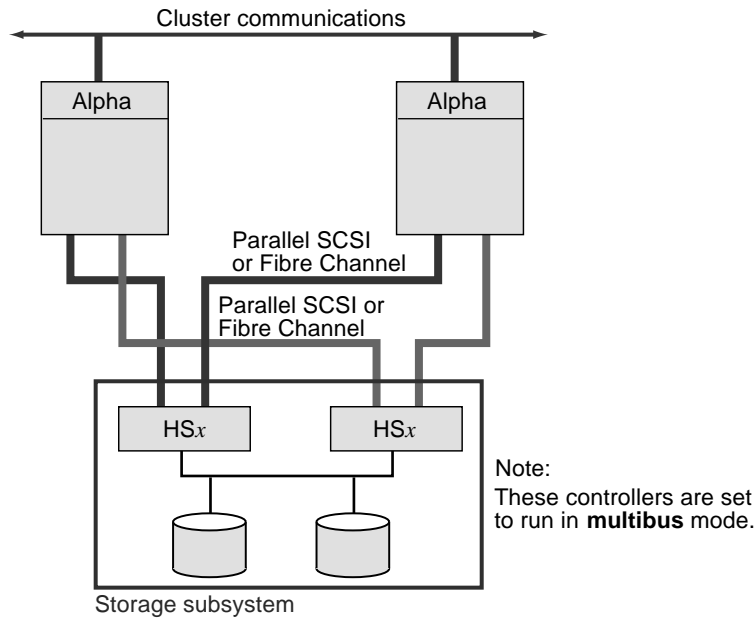 Cluster communications
Alpha
Alpha
Parallel SCSI
or Fibre Channel
Parallel SCSI or
Fibre Channel
HSx
HSx
Note:
These controllers are set
to run in multibus mode.
Storage subsystem